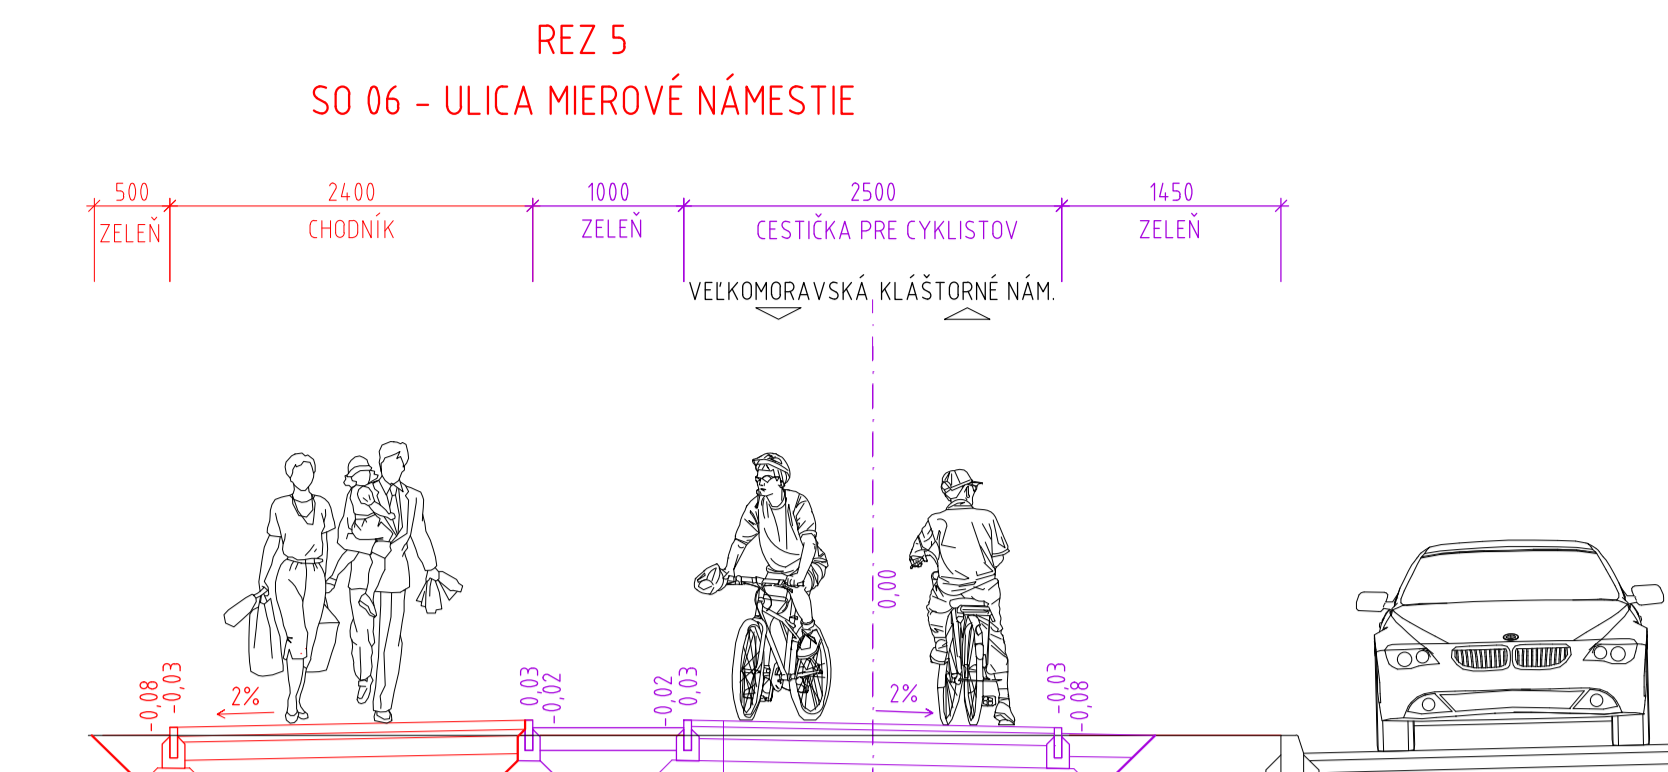 REZ 5
SO 06 - ULICA MIEROVÉ NÁMESTIE
500 2400 1000 2500 1450
ZELEŇ CHODNÍK ZELEŇ CESTIČKA PRE CYKLISTOV ZELEŇ
VEĽKOMORAVSKÁ KLÁŠTORNÉ NÁM.
0,00
-0,08 -0,03 2% 0,03 -0,02 -0,02 0,03 2% -0,03 -0,08